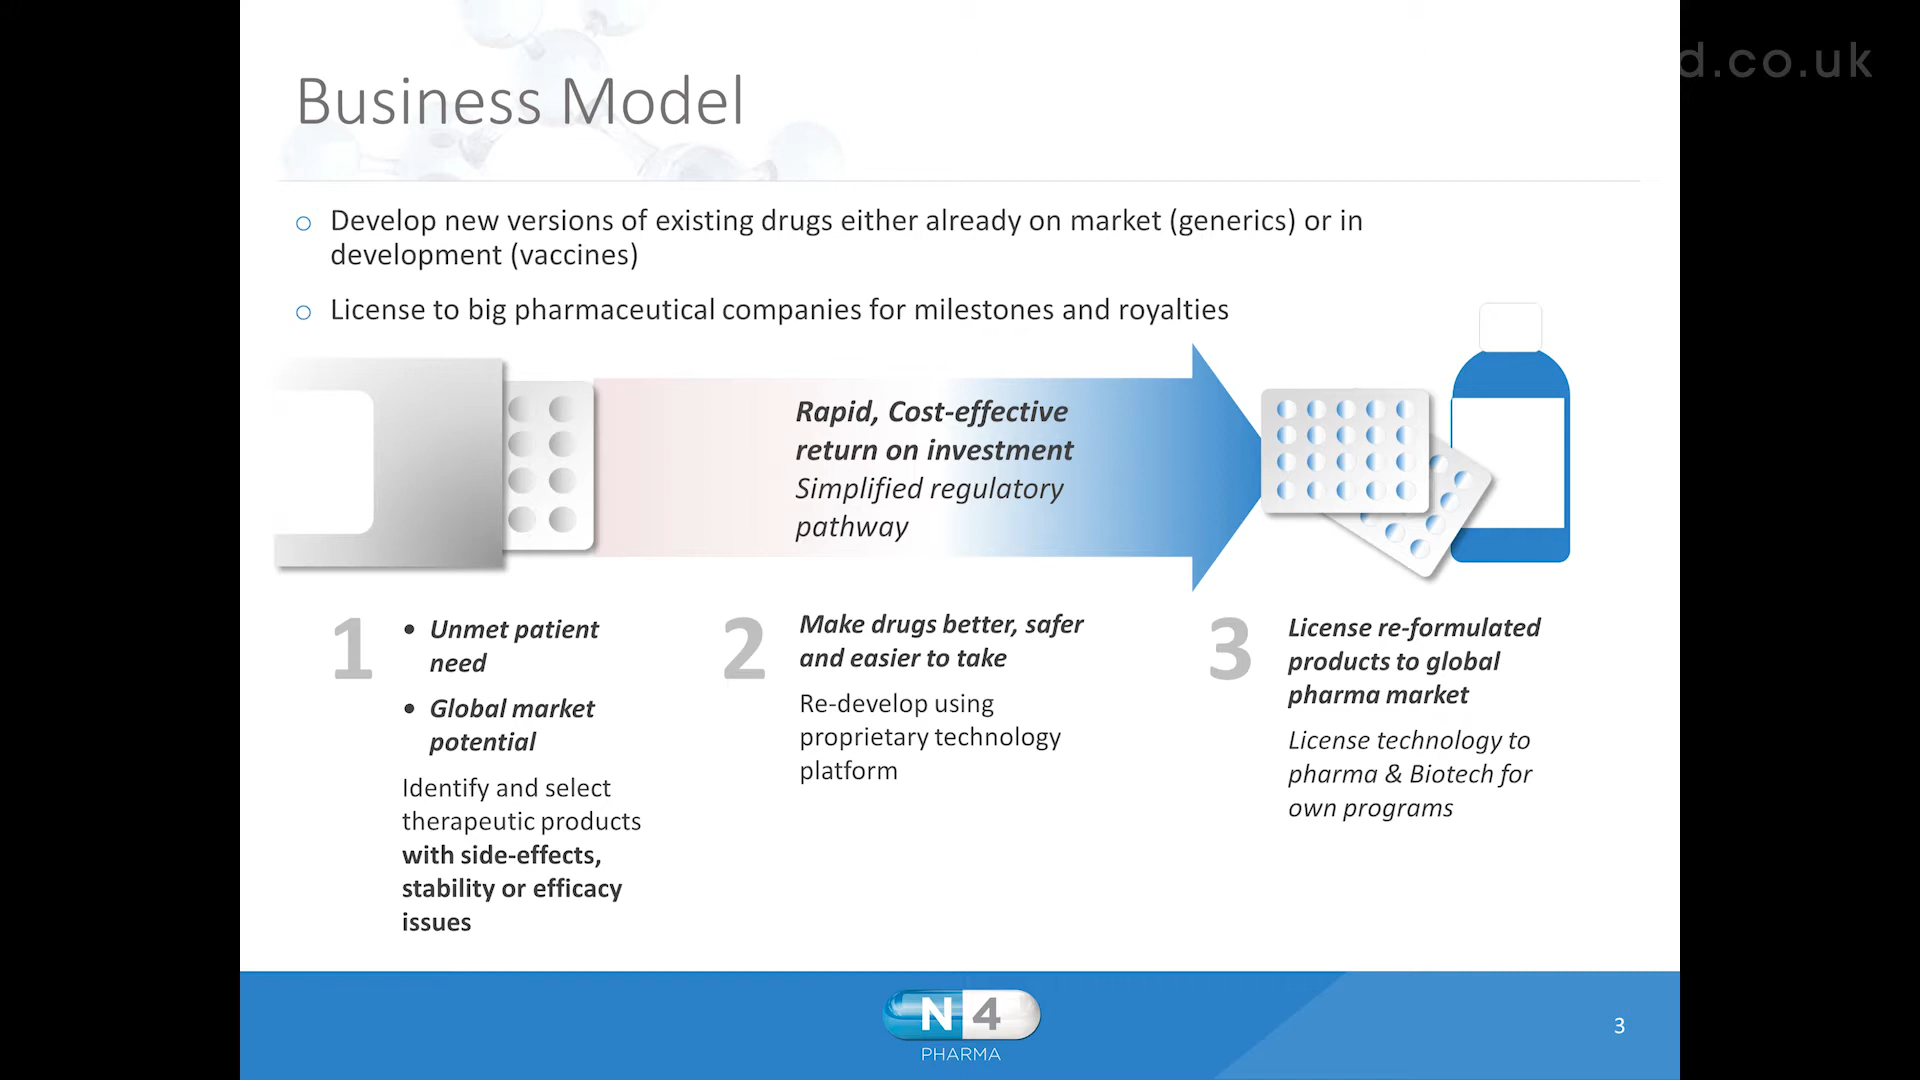 d.co.uk
Business Model
Develop new versions of existing drugs either already on market (generics) or in
development (vaccines)
License to big pharmaceutical companies for milestones and royalties
Rapid, Cost-effective
return on investment
Simplified regulatory
pathway
1
• Unmet patient
need
• Global market
potential
Identify and select
therapeutic products
with side-effects,
stability or efficacy
issues
2
Make drugs better, safer
and easier to take
Re-develop using
proprietary technology
platform
3
License re-formulated
products to global
pharma market
License technology to
pharma & Biotech for
own programs
N4
PHARMA
3